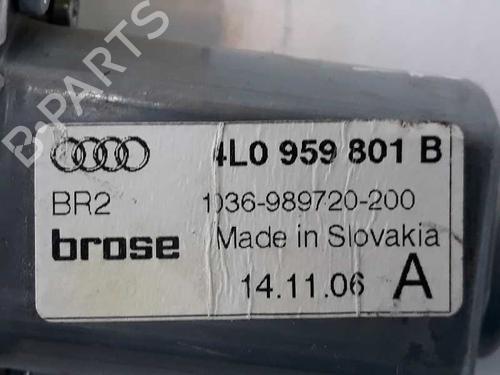 B-PARTS
4L0 959 801 B
BR2 1036-989720-200
brose Made in Slovakia
14.11.06 A